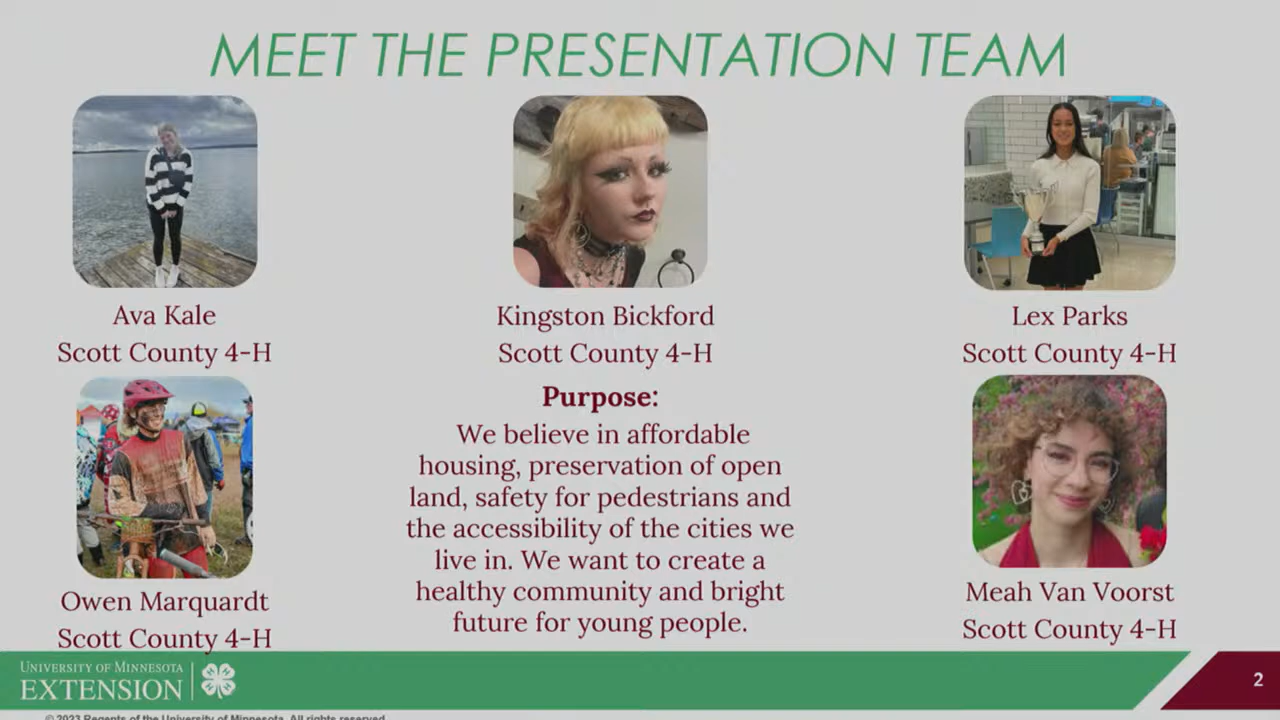 MEET THE PRESENTATION TEAM
Ava Kale
Scott County 4-H
Kingston Bickford
Scott County 4-H
Lex Parks
Scott County 4-H
Owen Marquardt
Scott County 4-H
Purpose:
We believe in affordable
housing, preservation of open
land, safety for pedestrians and
the accessibility of the cities we
live in. We want to create a
healthy community and bright
future for young people.
Meah Van Voorst
Scott County 4-H
UNIVERSITY OF MINNESOTA
EXTENSION
2
© 2023 Regents of the University of Minnesota. All rights reserved.